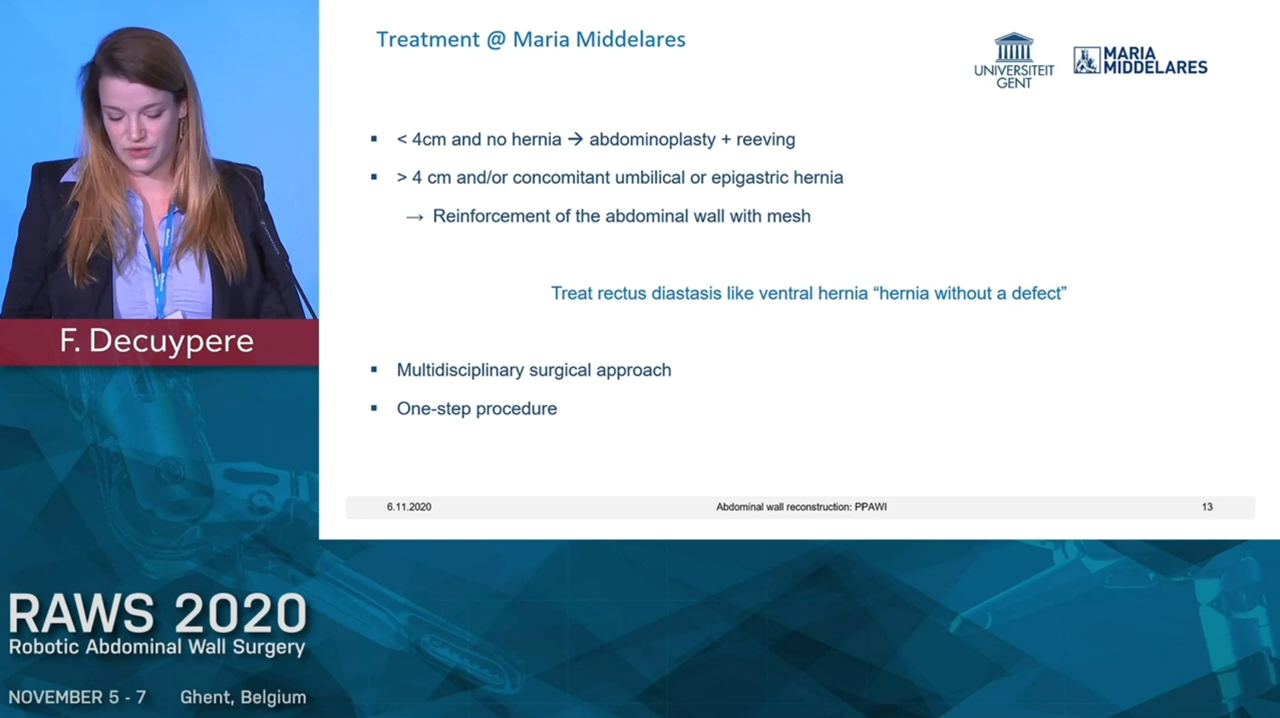 Treatment @ Maria Middelares
UNIVERSITEIT
GENT
MARIA
MIDDELARES
▪ < 4cm and no hernia → abdominoplasty + reeving
▪ > 4 cm and/or concomitant umbilical or epigastric hernia
→ Reinforcement of the abdominal wall with mesh
Treat rectus diastasis like ventral hernia “hernia without a defect”
▪ Multidisciplinary surgical approach
▪ One-step procedure
6.11.2020 Abdominal wall reconstruction: PPAWI 13
F. Decuypere
RAWS 2020
Robotic Abdominal Wall Surgery
NOVEMBER 5 - 7 Ghent, Belgium